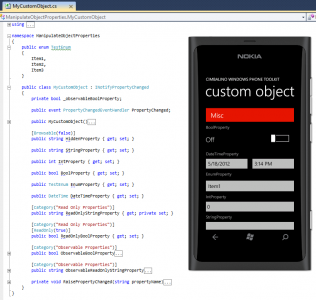 MyCustomObject.cs
ManipulateObjectProperties.MyCustomObject
using ...
namespace ManipulateObjectProperties
{
public enum TestEnum
{
Item1,
Item2,
Item3
}
public class MyCustomObject : INotifyPropertyChanged
{
private bool _observableBoolProperty;
public event PropertyChangedEventHandler PropertyChanged;
public MyCustomObject()...
[Browsable(false)]
public string HiddenProperty { get; set; }
public string StringProperty { get; set; }
public int IntProperty { get; set; }
public bool BoolProperty { get; set; }
public TestEnum EnumProperty { get; set; }
public DateTime DateTimeProperty { get; set; }
[Category("Read Only Properties")]
public string ReadOnlyStringProperty { get; private set; }
[Category("Read Only Properties")]
[ReadOnly(true)]
public bool ReadOnlyBoolProperty { get; set; }
[Category("Observable Properties")]
public bool ObservableBoolProperty...
[Category("Observable Properties")]
public string ObservableReadOnlyStringProperty...
private void RaisePropertyChanged(string propertyName)...
}
}
NOKIA
CIMBALINO WINDOWS PHONE TOOLKIT
custom object
Misc
BoolProperty
Off
DateTimeProperty
5/18/2012
3:14 PM
EnumProperty
Item1
IntProperty
0
StringProperty